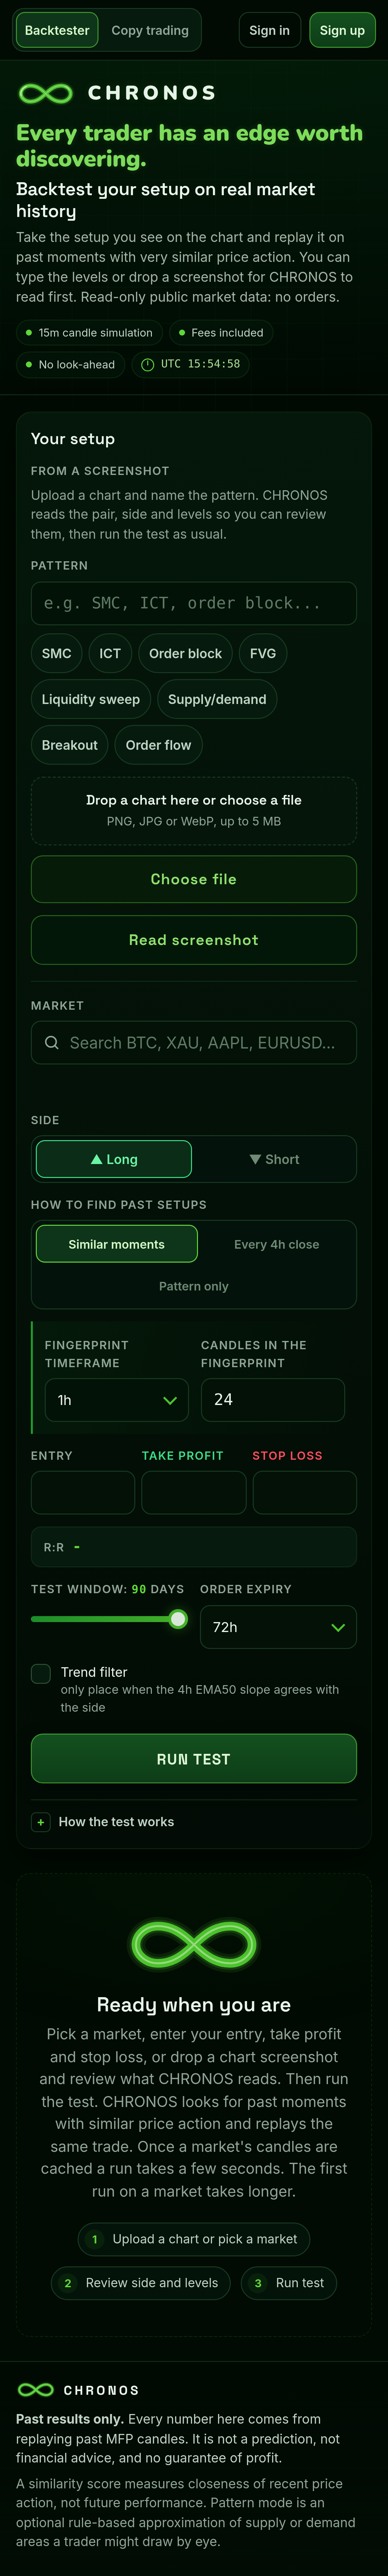 Backtester Copy trading Sign in Sign up
CHRONOS
Every trader has an edge worth
discovering.
Backtest your setup on real market
history
Take the setup you see on the chart and replay it on
past moments with very similar price action. You can
type the levels or drop a screenshot for CHRONOS to
read first. Read-only public market data: no orders.
15m candle simulation Fees included
No look-ahead UTC 15:54:58
Your setup
FROM A SCREENSHOT
Upload a chart and name the pattern. CHRONOS
reads the pair, side and levels so you can review
them, then run the test as usual.
PATTERN
e.g. SMC, ICT, order block...
SMC ICT Order block FVG
Liquidity sweep Supply/demand
Breakout Order flow
Drop a chart here or choose a file
PNG, JPG or WebP, up to 5 MB
Choose file
Read screenshot
MARKET
Search BTC, XAU, AAPL, EURUSD...
SIDE
▲ Long ▼ Short
HOW TO FIND PAST SETUPS
Similar moments Every 4h close
Pattern only
FINGERPRINT CANDLES IN THE
TIMEFRAME FINGERPRINT
1h 24
ENTRY TAKE PROFIT STOP LOSS
R:R -
TEST WINDOW: 90 DAYS ORDER EXPIRY
72h
Trend filter
only place when the 4h EMA50 slope agrees with
the side
RUN TEST
+ How the test works
Ready when you are
Pick a market, enter your entry, take profit
and stop loss, or drop a chart screenshot
and review what CHRONOS reads. Then run
the test. CHRONOS looks for past moments
with similar price action and replays the
same trade. Once a market's candles are
cached a run takes a few seconds. The first
run on a market takes longer.
1 Upload a chart or pick a market
2 Review side and levels 3 Run test
CHRONOS
Past results only. Every number here comes from
replaying past MFP candles. It is not a prediction, not
financial advice, and no guarantee of profit.
A similarity score measures closeness of recent price
action, not future performance. Pattern mode is an
optional rule-based approximation of supply or demand
areas a trader might draw by eye.